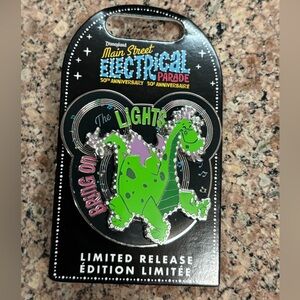 Disneyland
Main Street
ELECTRICAL
PARADE
50TH ANNIVERSARY 50E ANNIVERSAIRE
BRING ON
The
LIGHTS
LIMITED RELEASE
ÉDITION LIMITÉE